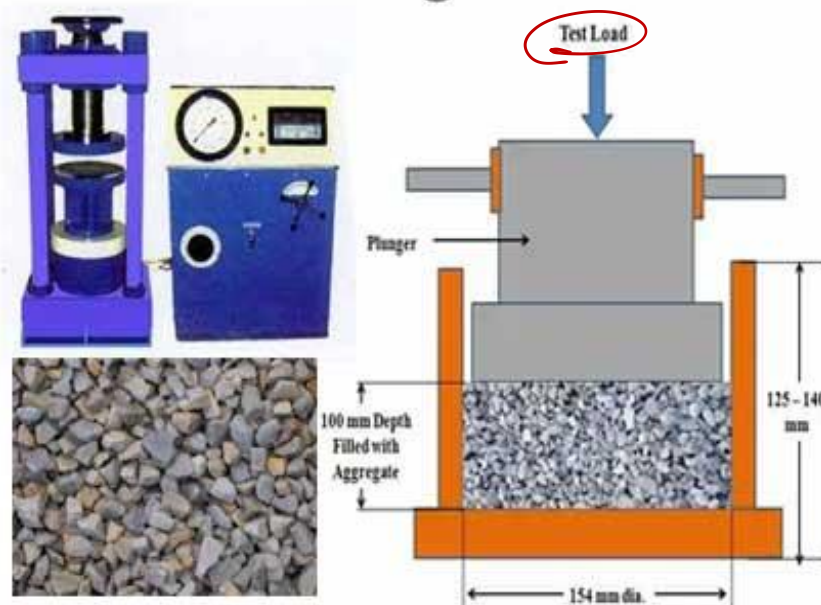 Test Load
Plunger
100 mm Depth
Filled with
Aggregate
125 – 140
mm
154 mm dia.